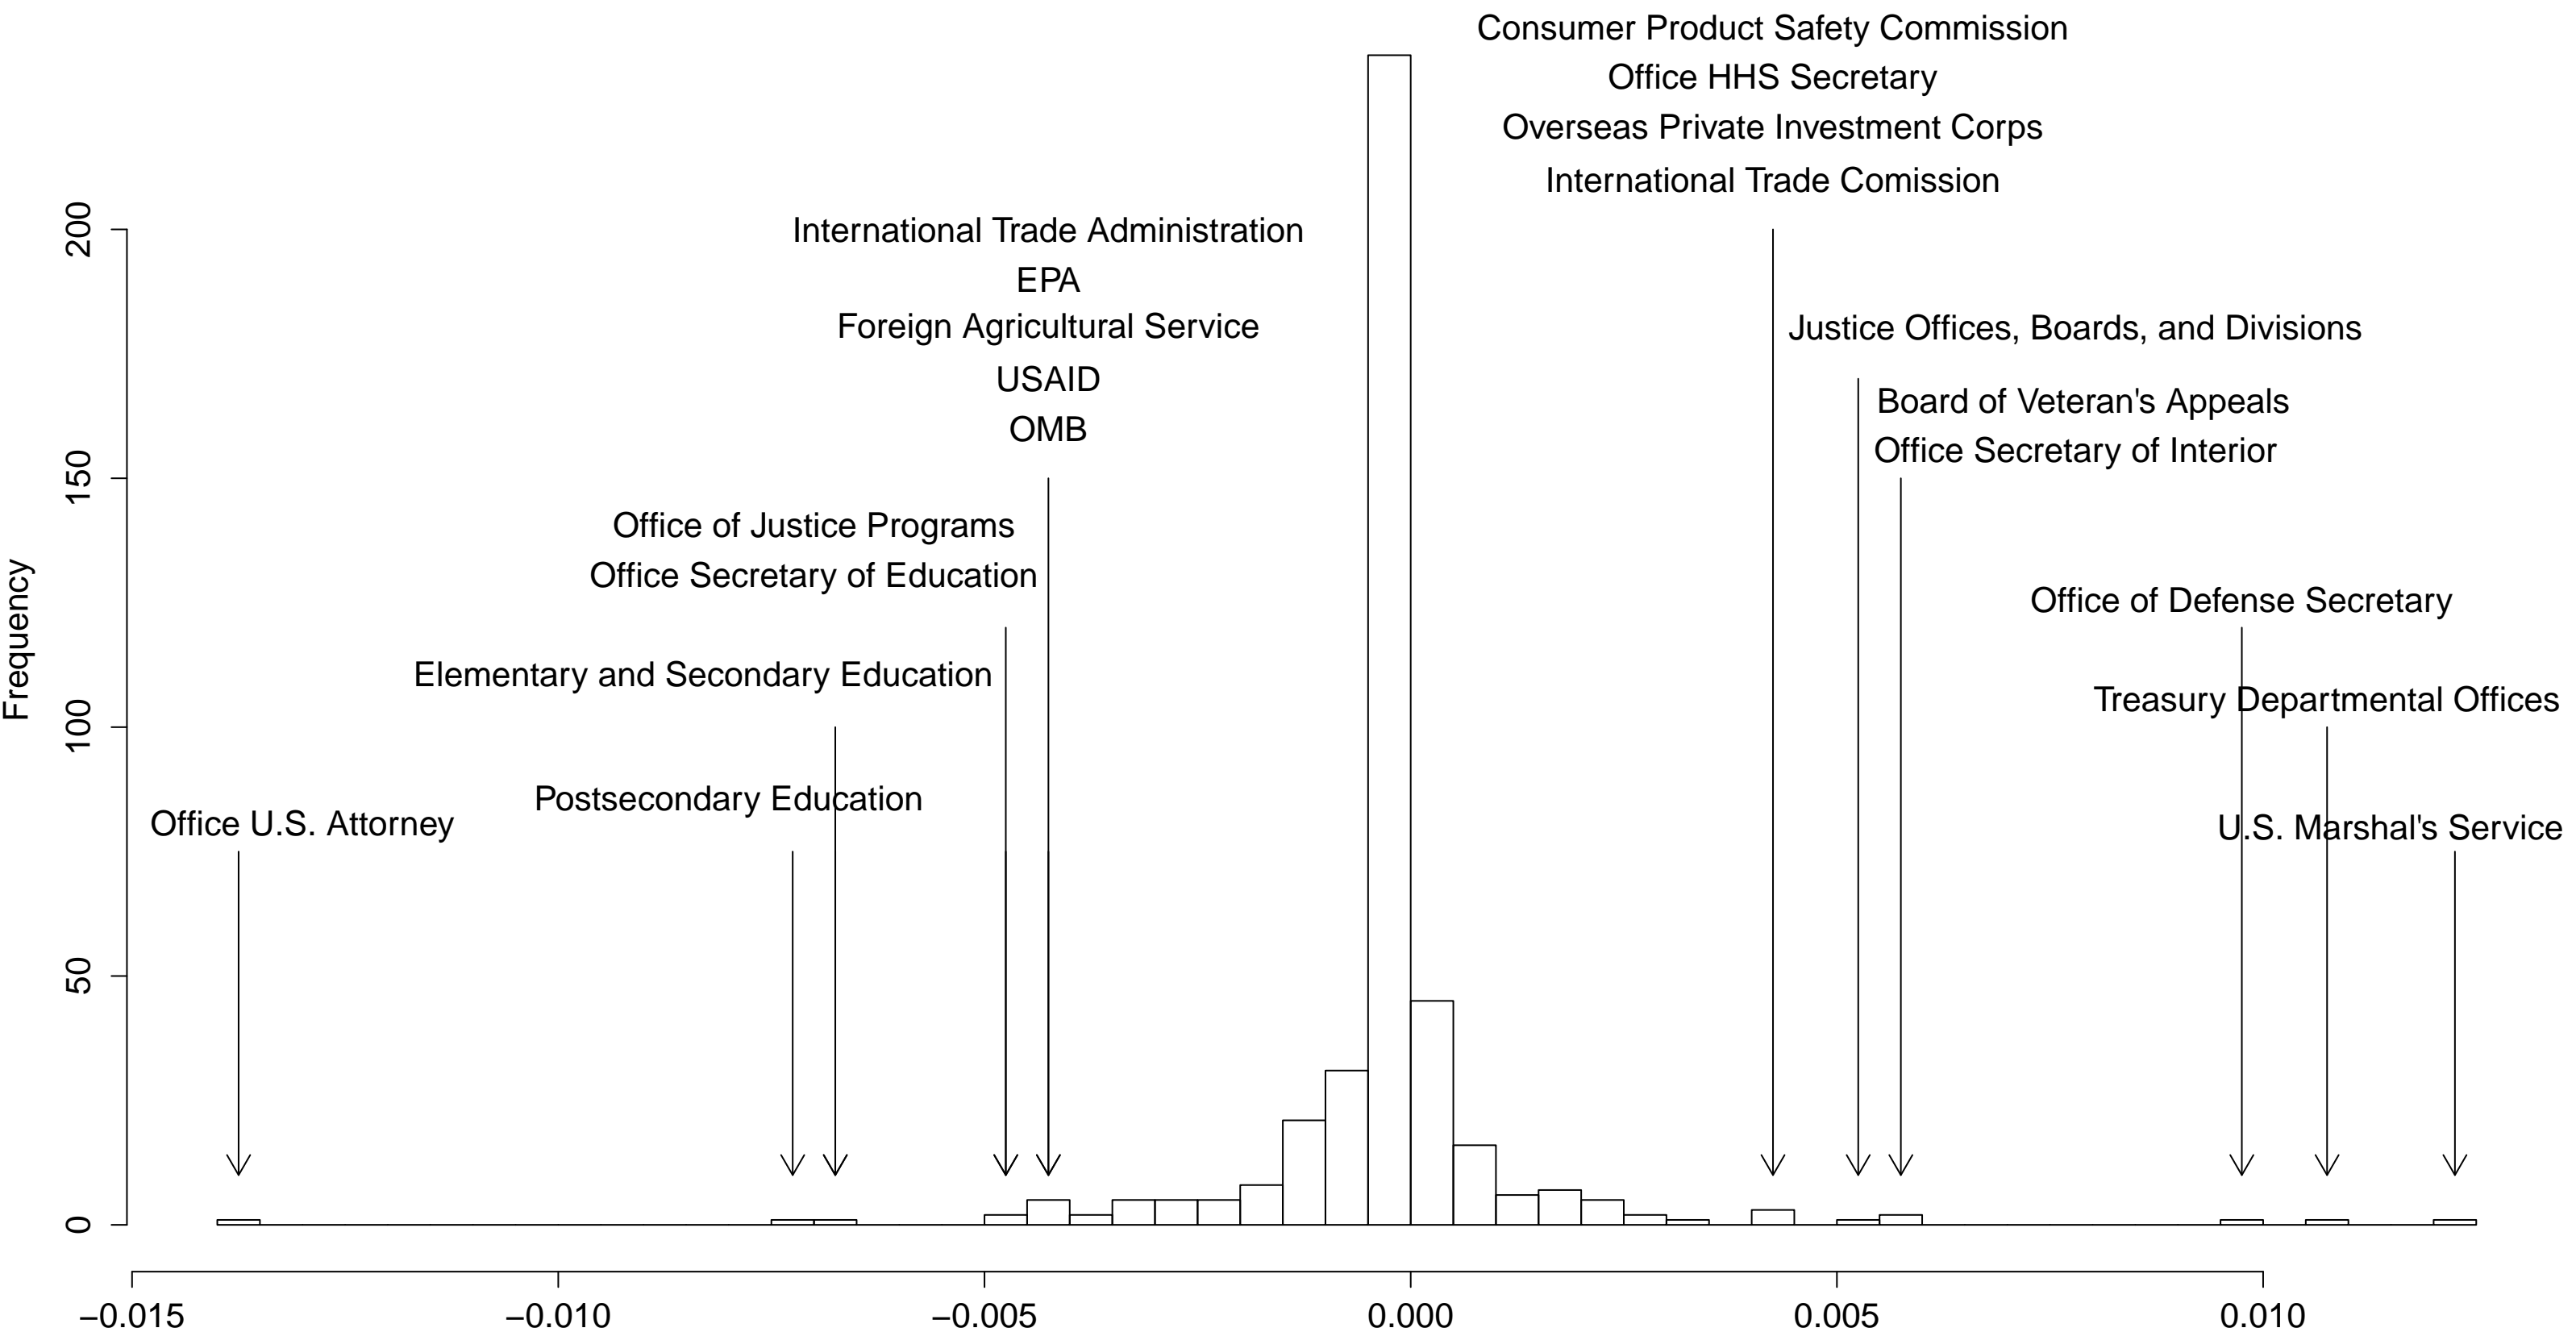 Consumer Product Safety Commission
Office HHS Secretary
Overseas Private Investment Corps
International Trade Comission
200
International Trade Administration
EPA
Foreign Agricultural Service
Justice Offices, Boards, and Divisions
USAID
Board of Veteran's Appeals
OMB
Office Secretary of Interior
150
Office of Justice Programs
Office Secretary of Education
Office of Defense Secretary
Frequency
Elementary and Secondary Education
Treasury Departmental Offices
100
Postsecondary Education
Office U.S. Attorney
U.S. Marshal's Service
50
0
−0.015 −0.010 −0.005 0.000 0.005 0.010